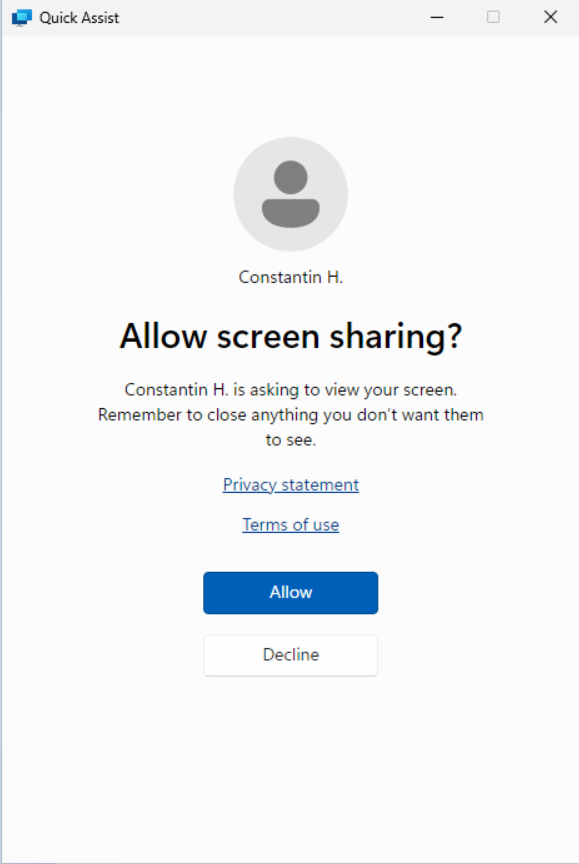 Quick Assist
Constantin H.
Allow screen sharing?
Constantin H. is asking to view your screen.
Remember to close anything you don't want them
to see.
Privacy statement
Terms of use
Allow
Decline